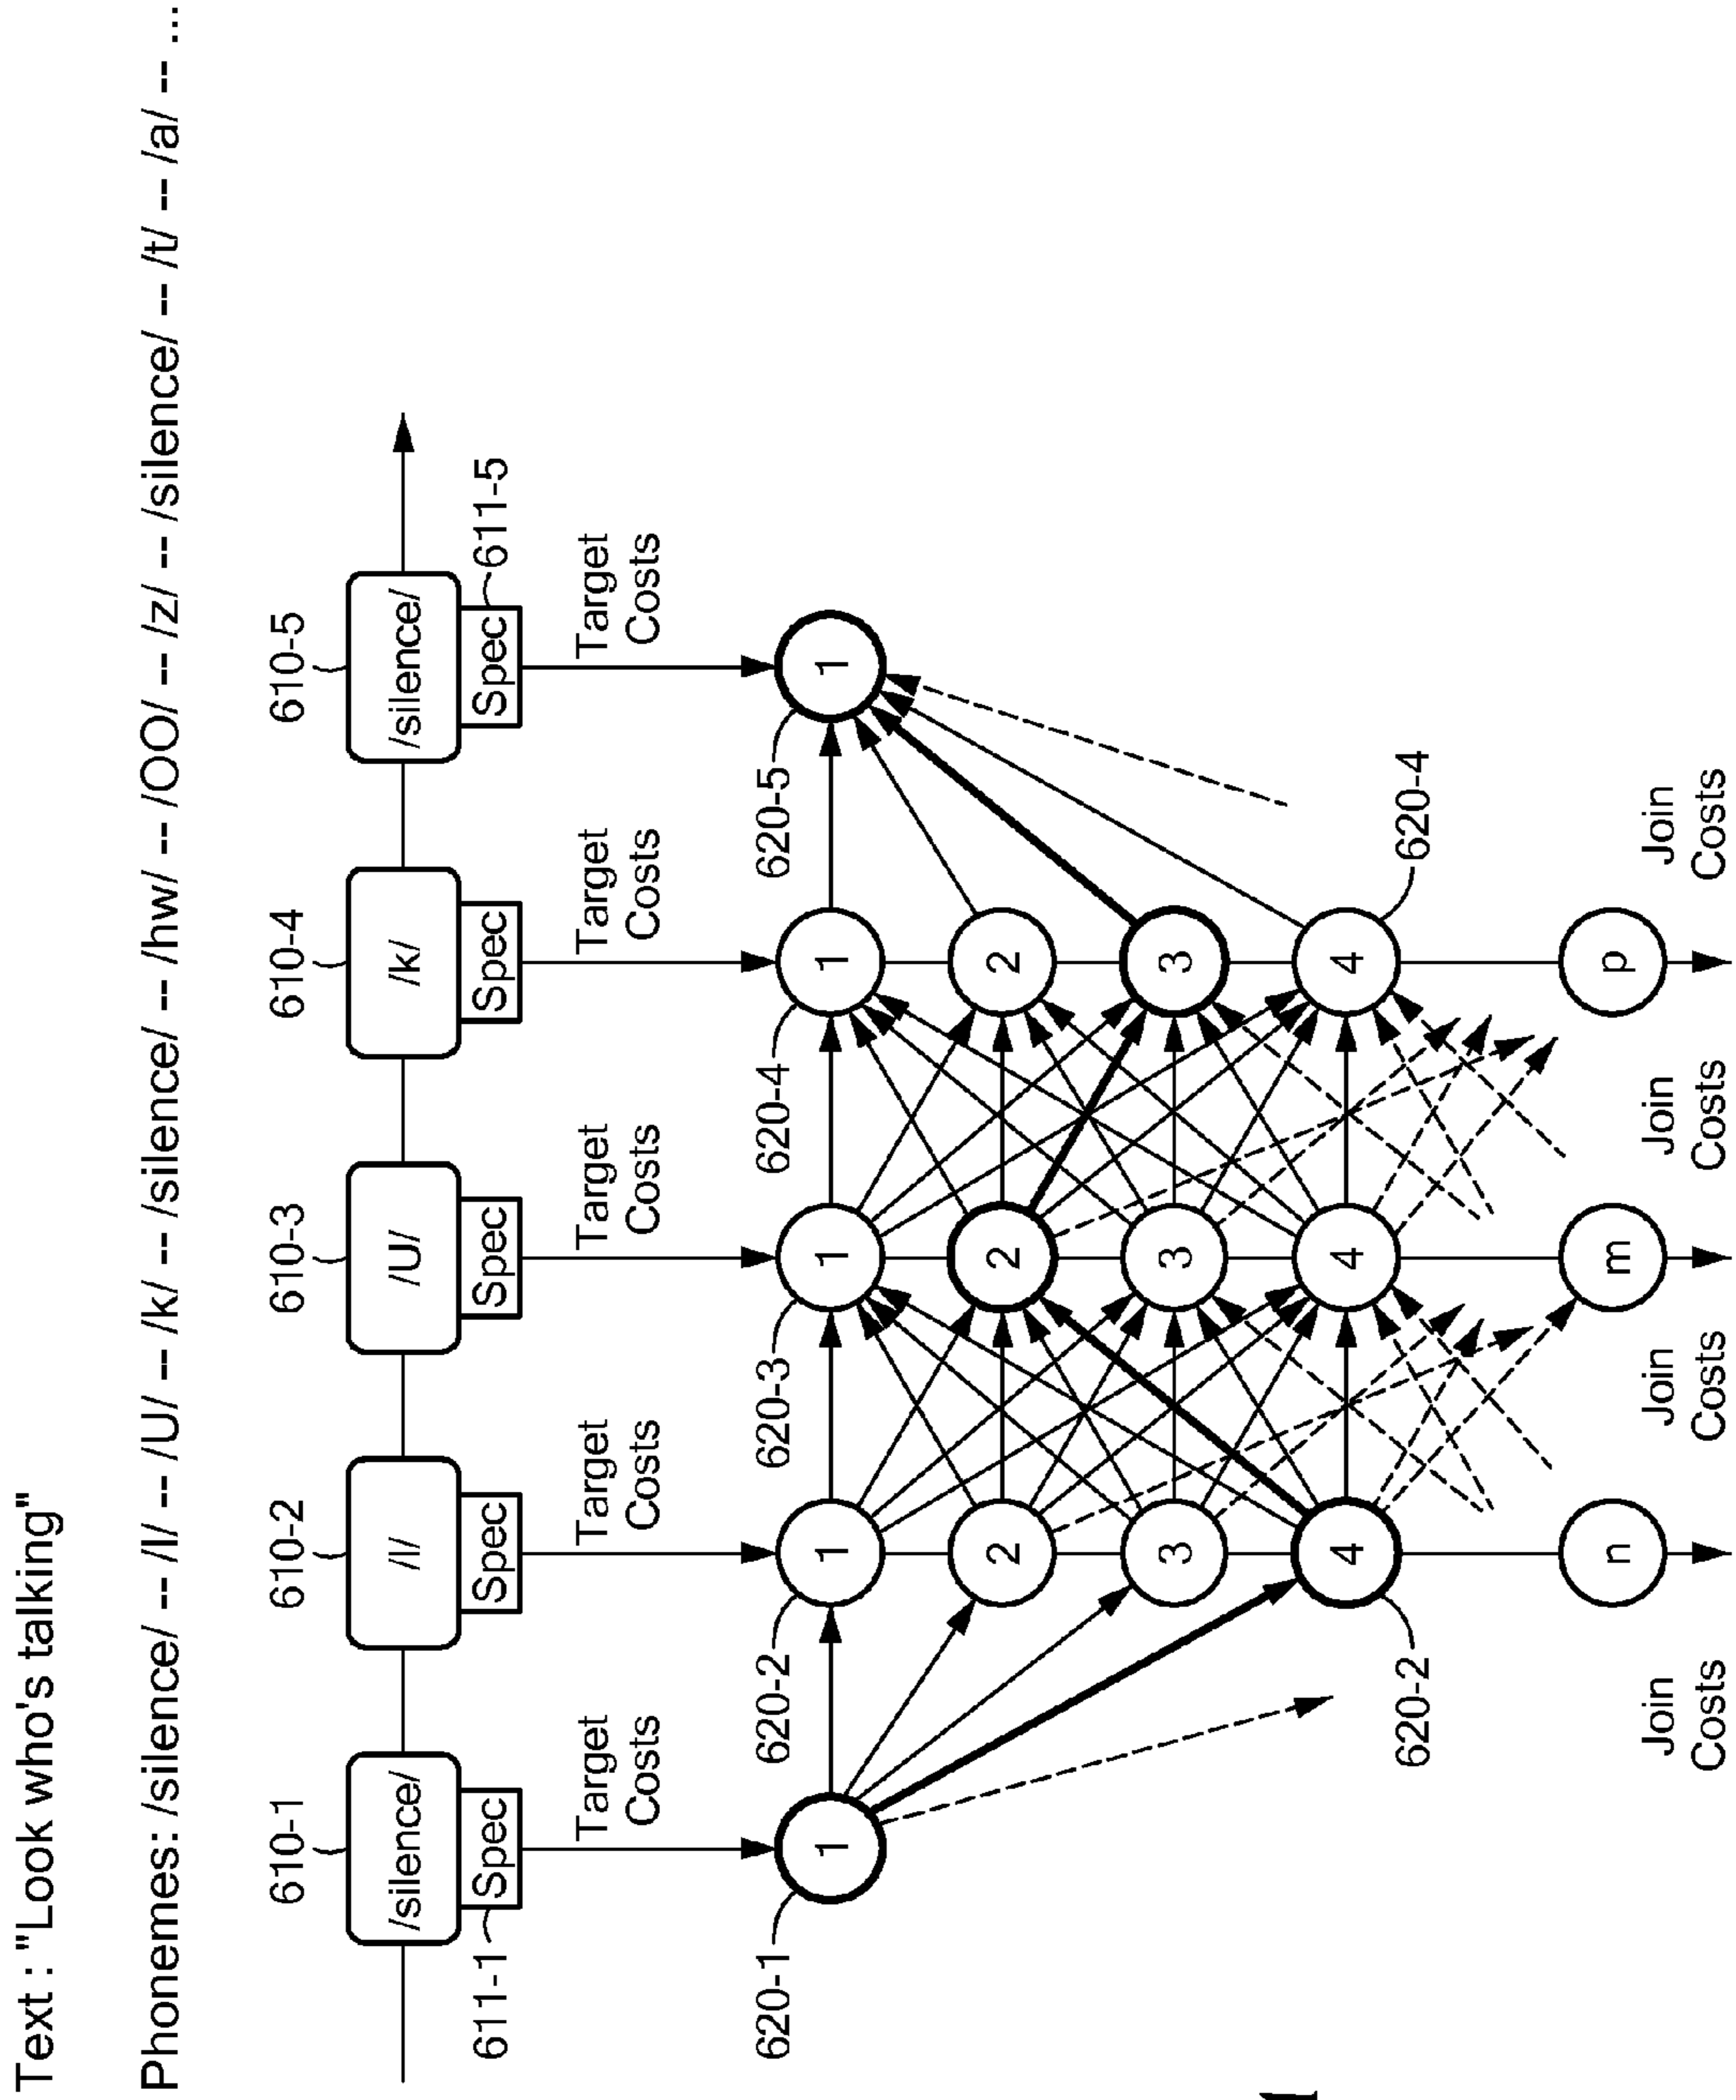 Text : "Look who's talking"
Phonemes: /silence/ -- /l/ -- /U/ -- /k/ -- /silence/ -- /hw/ -- /OO/ -- /z/ -- /silence/ -- /t/ -- /a/ -- ...
610-1 610-2 610-3 610-4 610-5
/silence/ /l/ /U/ /k/ /silence/
611-1 Spec Spec Spec Spec Spec 611-5
Target Target Target Target Target
Costs Costs Costs Costs Costs
620-1 620-2 620-3 620-4 620-5
1 1 1 1 1
2 2 2
3 3 3
4 4 4
620-2 620-4
n m p
Join Join Join Join
Costs Costs Costs Costs